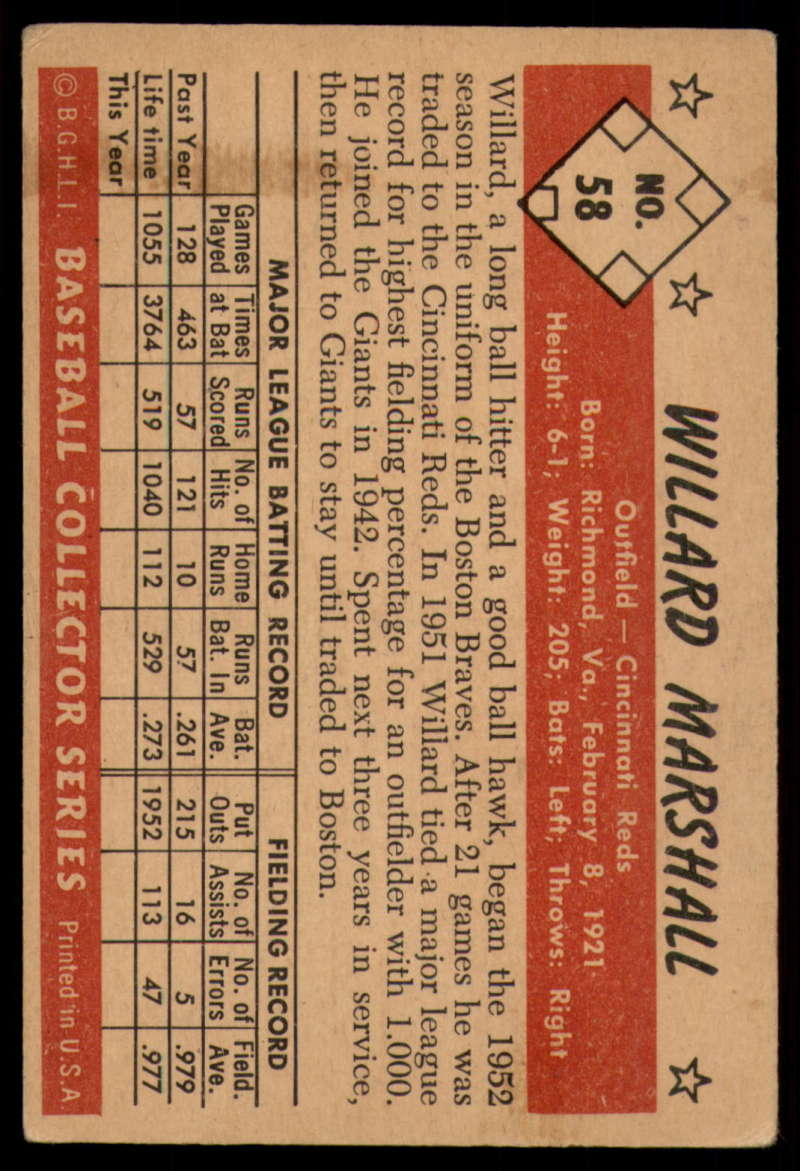 WILLARD MARSHALL
NO.
58
Outfield — Cincinnati Reds
Born: Richmond, Va., February 8, 1921
Height: 6-1; Weight: 205; Bats: Left; Throws: Right
Willard, a long ball hitter and a good ball hawk, began the 1952
season in the uniform of the Boston Braves. After 21 games he was
traded to the Cincinnati Reds. In 1951 Willard tied a major league
record for highest fielding percentage for an outfielder with 1.000.
He joined the Giants in 1942. Spent next three years in service,
then returned to Giants to stay until traded to Boston.
MAJOR LEAGUE BATTING RECORD FIELDING RECORD
Games Times Runs No. of Home Runs Bat. Put No. of No. of Field.
Played at Bat Scored Hits Runs Bat. In Ave. Outs Assists Errors Ave.
Past Year 128 463 57 121 10 57 .261 215 16 5 .979
Life time 1055 3764 519 1040 112 529 .273 1952 113 47 .977
This Year
© B.G.H.L.I. BASEBALL COLLECTOR SERIES Printed in U.S.A.